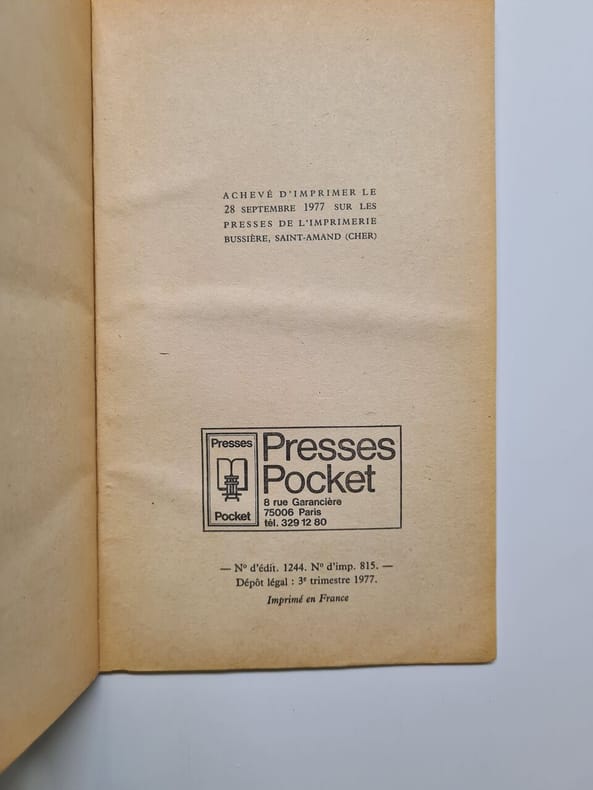 ACHEVÉ D'IMPRIMER LE
28 SEPTEMBRE 1977 SUR LES
PRESSES DE L'IMPRIMERIE
BUSSIÈRE, SAINT-AMAND (CHER)
Presses
Pocket
Presses
Pocket
8 rue Garancière
75006 Paris
tél. 329 12 80
— N° d'édit. 1244. N° d'imp. 815. —
Dépôt légal : 3e trimestre 1977.
Imprimé en France